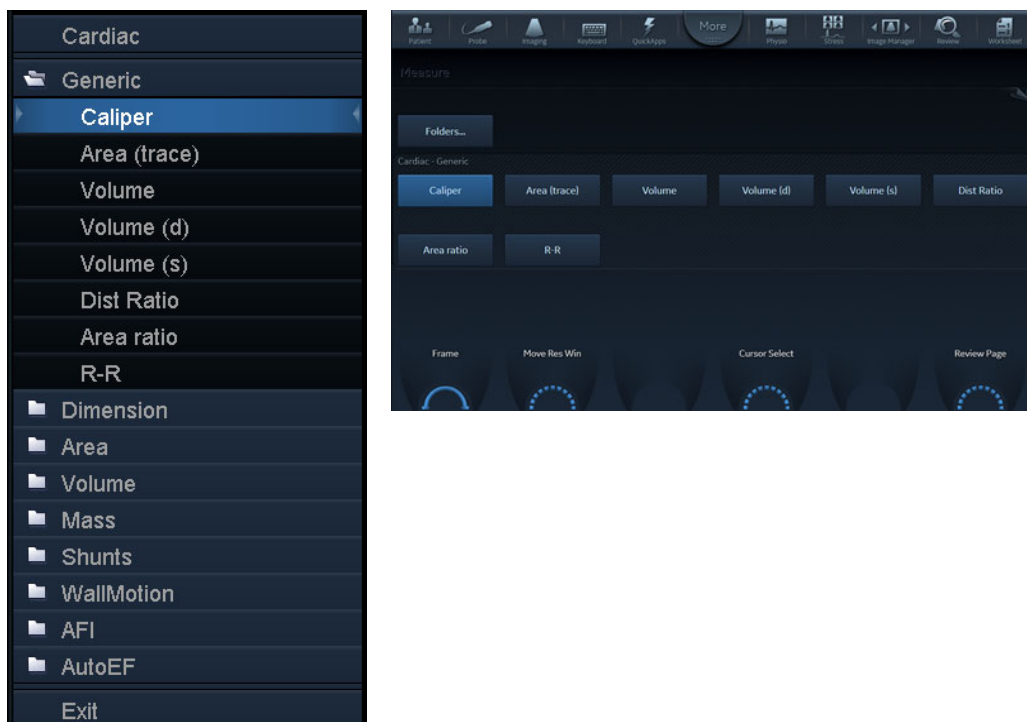 Cardiac
Generic
Caliper
Area (trace)
Volume
Volume (d)
Volume (s)
Dist Ratio
Area ratio
R-R
Dimension
Area
Volume
Mass
Shunts
WallMotion
AFI
AutoEF
Exit
Patient Probe Imaging Keyboard QuickApps More Physio Stress Image Manager Review Worksheet
Measure
Folders...
Cardiac - Generic
Caliper Area (trace) Volume Volume (d) Volume (s) Dist Ratio
Area ratio R-R
Frame Move Res Win Cursor Select Review Page